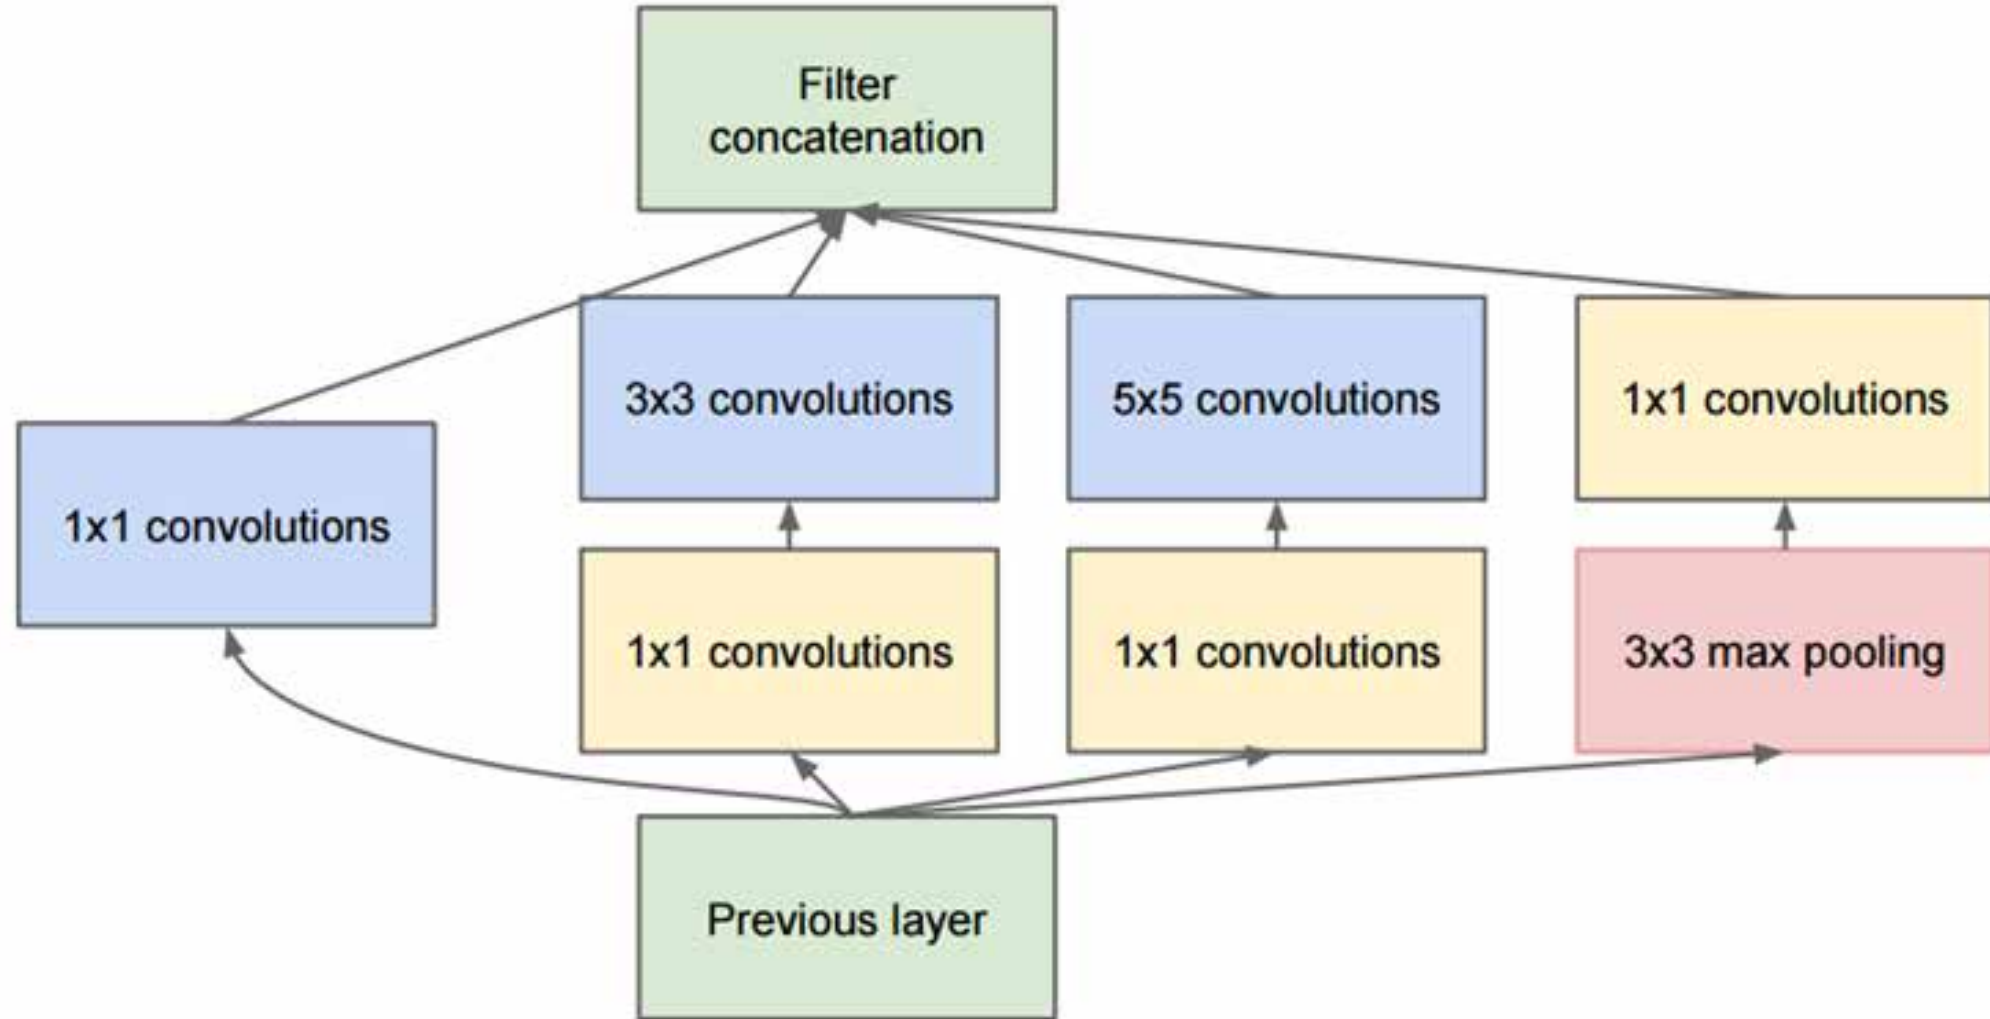 Filter
concatenation
3x3 convolutions
5x5 convolutions
1x1 convolutions
1x1 convolutions
1x1 convolutions
1x1 convolutions
3x3 max pooling
Previous layer